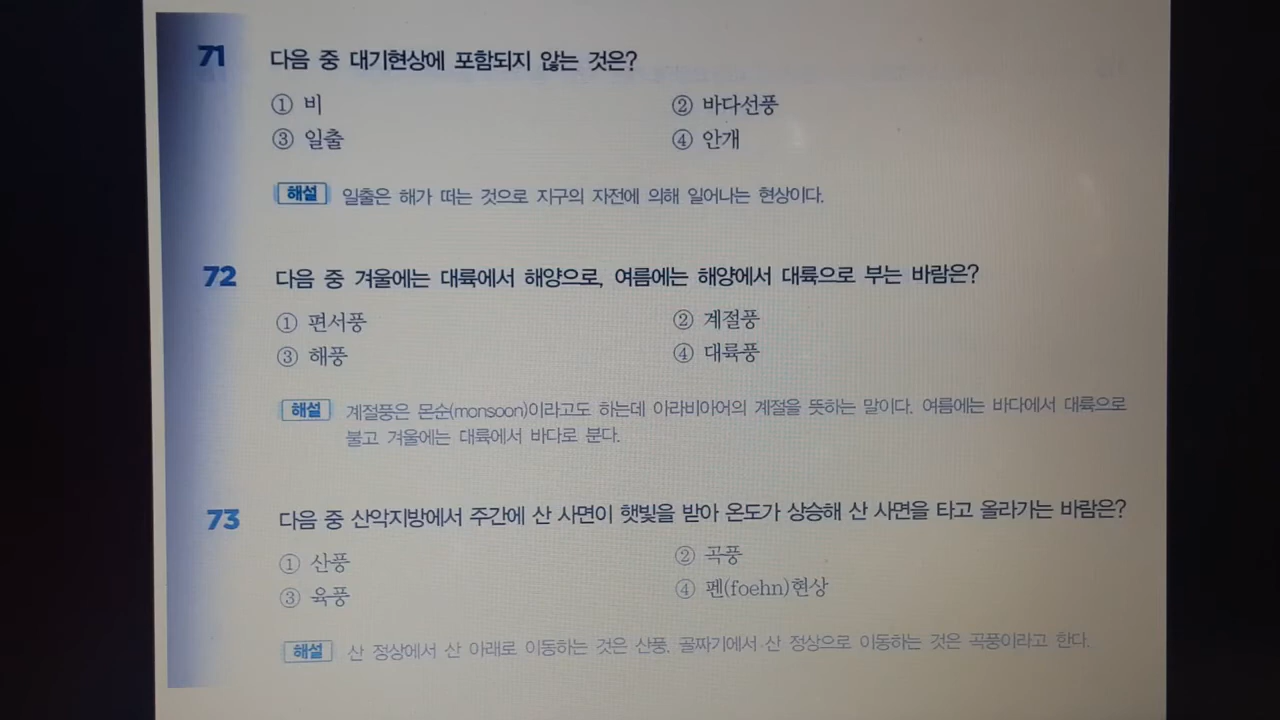 71 다음 중 대기현상에 포함되지 않는 것은?
① 비 ② 바다선풍
③ 일출 ④ 안개
해설 일출은 해가 떠는 것으로 지구의 자전에 의해 일어나는 현상이다.
72 다음 중 겨울에는 대륙에서 해양으로, 여름에는 해양에서 대륙으로 부는 바람은?
① 편서풍 ② 계절풍
③ 해풍 ④ 대륙풍
해설 계절풍은 몬순(monsoon)이라고도 하는데 아라비아어의 계절을 뜻하는 말이다. 여름에는 바다에서 대륙으로
불고 겨울에는 대륙에서 바다로 분다.
73 다음 중 산악지방에서 주간에 산 사면이 햇빛을 받아 온도가 상승해 산 사면을 타고 올라가는 바람은?
① 산풍 ② 곡풍
③ 육풍 ④ 펜(foehn)현상
해설 산 정상에서 산 아래로 이동하는 것은 산풍, 골짜기에서 산 정상으로 이동하는 것은 곡풍이라고 한다.